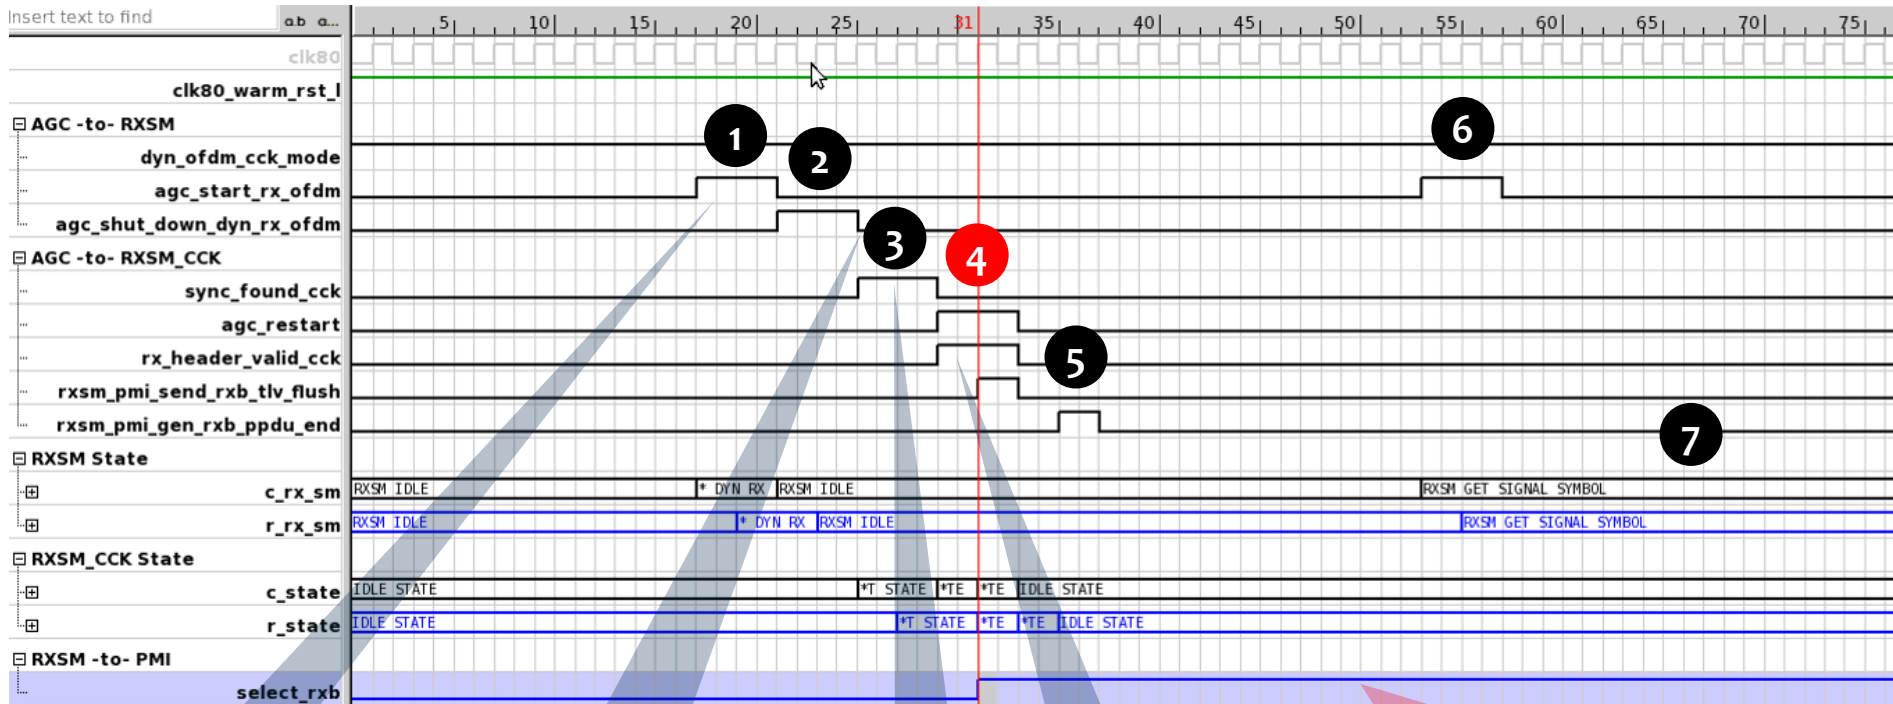 Insert text to find a.b a...
5 10 15 20 25 31 35 40 45 50 55 60 65 70 75
clk80
clk80_warm_rst_l
AGC -to- RXSM
1
6
dyn_ofdm_cck_mode
2
agc_start_rx_ofdm
agc_shut_down_dyn_rx_ofdm
3
AGC -to- RXSM_CCK
4
sync_found_cck
agc_restart
rx_header_valid_cck
5
rxsm_pmi_send_rxb_tlv_flush
rxsm_pmi_gen_rxb_ppdu_end
7
RXSM State
c_rx_sm RXSM IDLE * DYN RX RXSM IDLE RXSM GET SIGNAL SYMBOL
r_rx_sm RXSM IDLE * DYN RX RXSM IDLE RXSM GET SIGNAL SYMBOL
RXSM_CCK State
c_state IDLE STATE *T STATE *TE *TE IDLE STATE
r_state IDLE STATE *T STATE *TE *TE IDLE STATE
RXSM -to- PMI
select_rxb